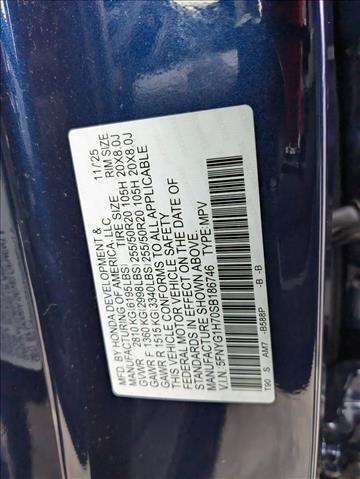 MFD. BY HONDA DEVELOPMENT & 11/25
MANUFACTURING OF AMERICA, LLC
TIRE SIZE RIM SIZE
GVWR 2810 KG(6195LBS)
GAWR F 1360 KG(2998LBS) 255/50R20 105H 20X8.0J
GAWR R 1515 KG(3340LBS) 255/50R20 105H 20X8.0J
THIS VEHICLE CONFORMS TO ALL APPLICABLE
FEDERAL MOTOR VEHICLE SAFETY
STANDARDS IN EFFECT ON THE DATE OF
MANUFACTURE SHOWN ABOVE.
V.I.N. 5FNYG1H70SB186746 TYPE MPV
T90 S AM7 -B588P -B -B